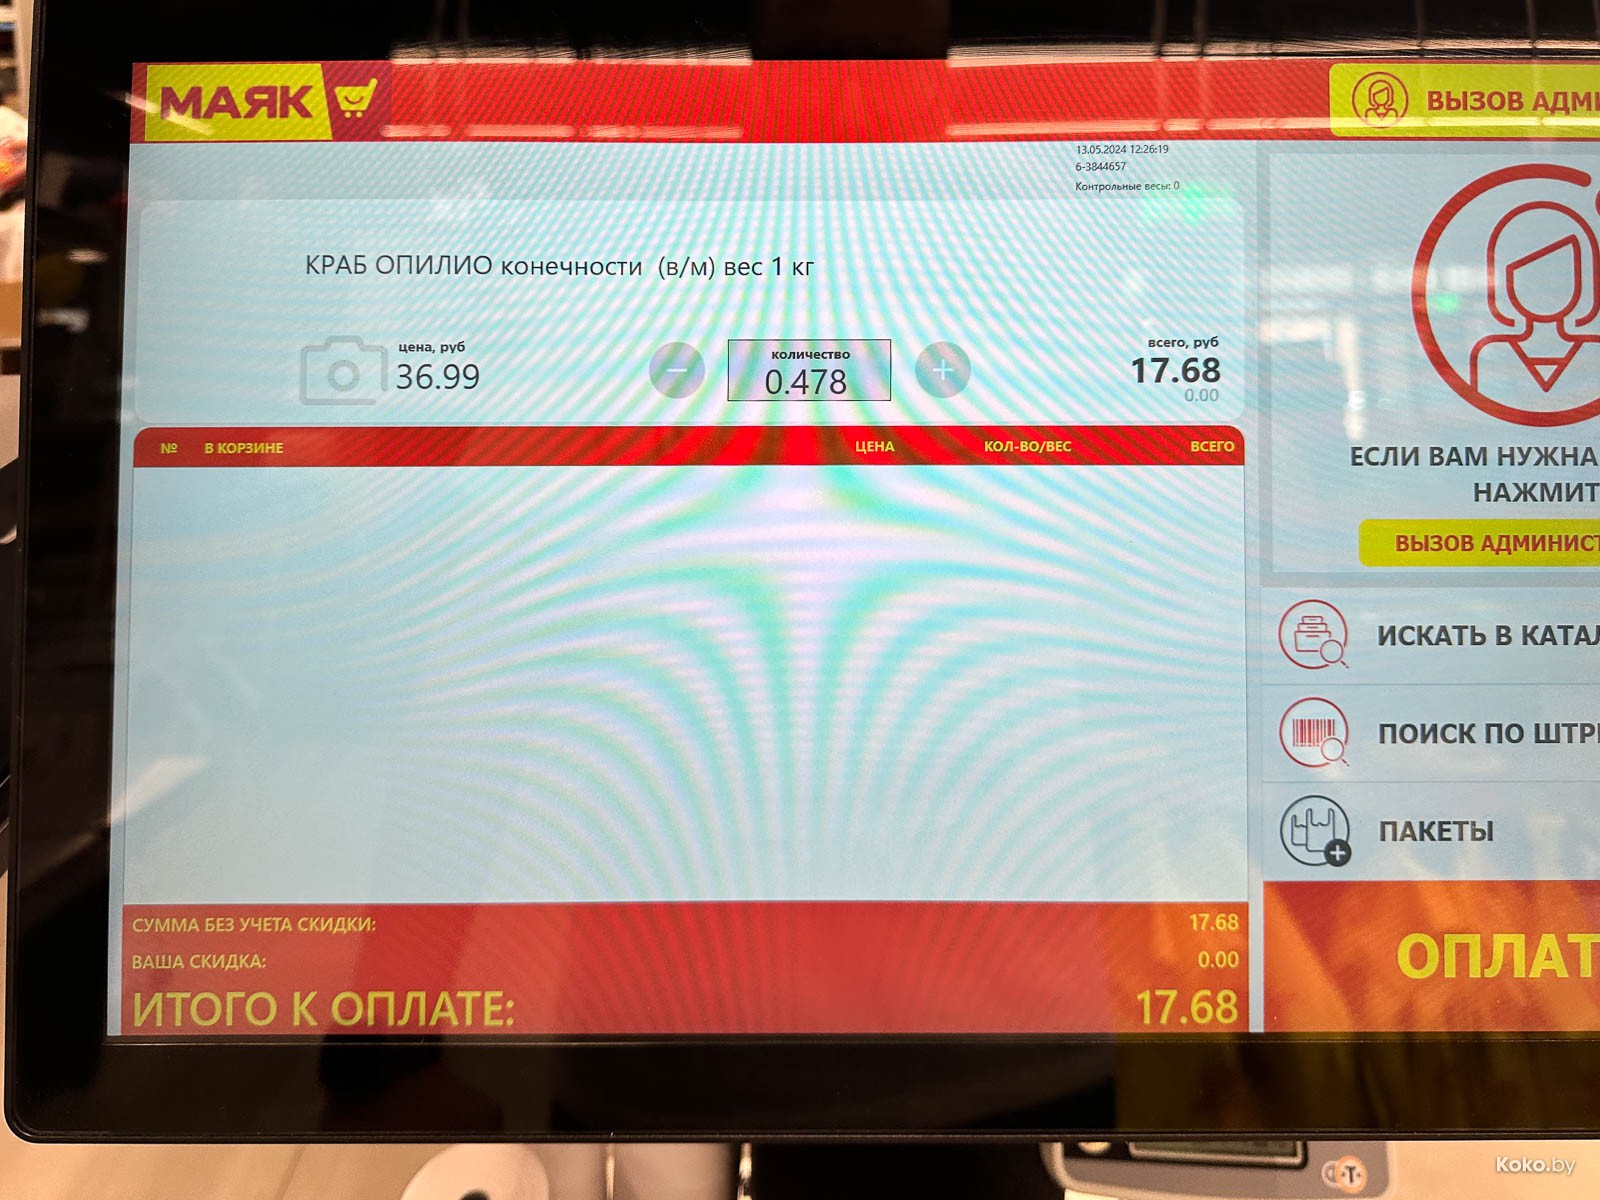 МАЯК
ВЫЗОВ АДМИ
13.05.2024 12:26:19
6-3844657
Контрольные весы: 0
КРАБ ОПИЛИО конечности (в/м) вес 1 кг
цена, руб
36.99
−
количество
0.478
+
всего, руб
17.68
0.00
№ В КОРЗИНЕ ЦЕНА КОЛ-ВО/ВЕС ВСЕГО
ЕСЛИ ВАМ НУЖНА
НАЖМИТ
ВЫЗОВ АДМИНИСТ
ИСКАТЬ В КАТАЛ
ПОИСК ПО ШТРИ
ПАКЕТЫ
СУММА БЕЗ УЧЕТА СКИДКИ: 17.68
ВАША СКИДКА: 0.00
ИТОГО К ОПЛАТЕ: 17.68
ОПЛАТ
Koko.by